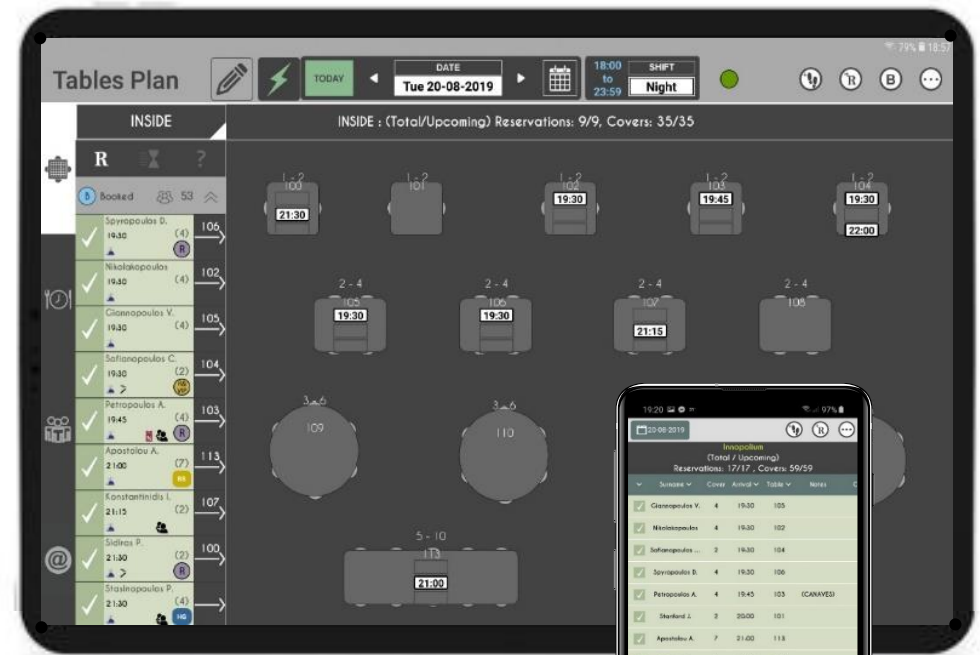 79% 18:57
Tables Plan
TODAY
DATE
Tue 20-08-2019
18:00
to
23:59
SHIFT
Night
R
B
INSIDE
INSIDE : (Total/Upcoming) Reservations: 9/9, Covers: 35/35
R
?
B Booked 53
Spyropoulos D.
19:30 (4) 106
R
Nikolakopoulos
19:30 (4) 102
Giannopoulos V.
19:30 (4) 105
Sofianopoulos C.
19:30 (2) 104
Petropoulos A.
19:45 (4) 103
R
Apostolou A.
21:00 (7) 113
Konstantinidis I.
21:15 (2) 107
Sidiras P.
21:30 (2) 100
R
Stasinopoulos P.
21:30 (4)
HG
@
1 - 2
100
21:30
1 - 2
101
1 - 2
102
19:30
1 - 2
103
19:45
1 - 2
104
19:30
22:00
2 - 4
105
19:30
2 - 4
106
19:30
2 - 4
107
21:15
2 - 4
108
3 - 6
109
3 - 6
110
5 - 10
113
21:00
19:20 97%
20-08-2019
R
Innopolium
(Total / Upcoming)
Reservations: 17/17 , Covers: 59/59
Surname Cover Arrival Table Notes
Giannopoulos V. 4 19:30 105
Nikolakopoulos 4 19:30 102
Sofianopoulos ... 2 19:30 104
Spyropoulos D. 4 19:30 106
Petropoulos A. 4 19:45 103 (CANAVES)
Stanford J. 2 20:00 101
Apostolou A. 7 21:00 113